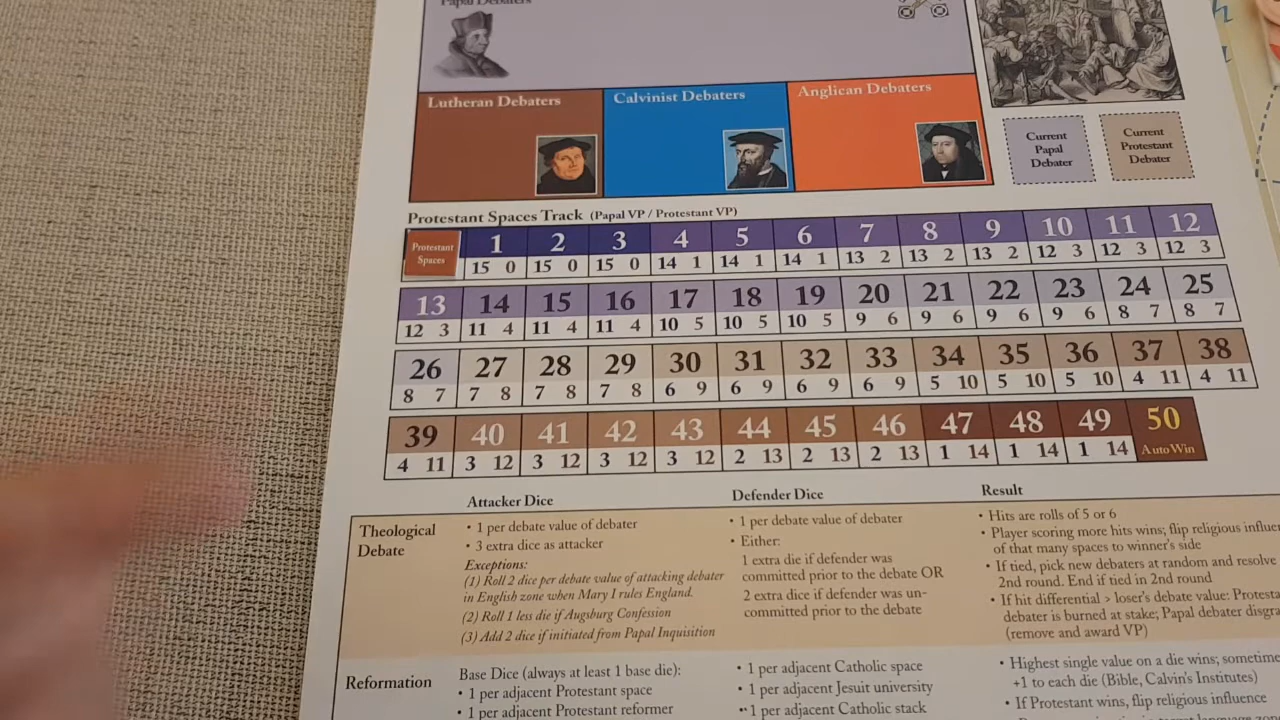 Papal Debaters
Lutheran Debaters
Calvinist Debaters
Anglican Debaters
Current
Papal
Debater
Current
Protestant
Debater
Protestant Spaces Track (Papal VP / Protestant VP)
Protestant
Spaces
1 2 3 4 5 6 7 8 9 10 11 12
15 0 15 0 15 0 14 1 14 1 14 1 13 2 13 2 13 2 12 3 12 3 12 3
13 14 15 16 17 18 19 20 21 22 23 24 25
12 3 11 4 11 4 11 4 10 5 10 5 10 5 9 6 9 6 9 6 9 6 8 7 8 7
26 27 28 29 30 31 32 33 34 35 36 37 38
8 7 7 8 7 8 7 8 6 9 6 9 6 9 6 9 5 10 5 10 5 10 4 11 4 11
39 40 41 42 43 44 45 46 47 48 49 50
4 11 3 12 3 12 3 12 3 12 2 13 2 13 2 13 1 14 1 14 1 14 Auto Win
Attacker Dice
Defender Dice
Result
Theological
Debate
• 1 per debate value of debater
• 3 extra dice as attacker
Exceptions:
(1) Roll 2 dice per debate value of attacking debater
in English zone when Mary I rules England.
(2) Roll 1 less die if Augsburg Confession
(3) Add 2 dice if initiated from Papal Inquisition
• 1 per debate value of debater
• Either:
1 extra die if defender was
committed prior to the debate OR
2 extra dice if defender was un-
committed prior to the debate
• Hits are rolls of 5 or 6
• Player scoring more hits wins; flip religious influe
of that many spaces to winner's side
• If tied, pick new debaters at random and resolve
2nd round. End if tied in 2nd round
• If hit differential > loser's debate value: Protesta
debater is burned at stake; Papal debater disgra
(remove and award VP)
Reformation
Base Dice (always at least 1 base die):
• 1 per adjacent Protestant space
• 1 per adjacent Protestant reformer
• 1 per adjacent Catholic space
• 1 per adjacent Jesuit university
• 1 per adjacent Catholic stack
• Highest single value on a die wins; sometime
+1 to each die (Bible, Calvin's Institutes)
• If Protestant wins, flip religious influence